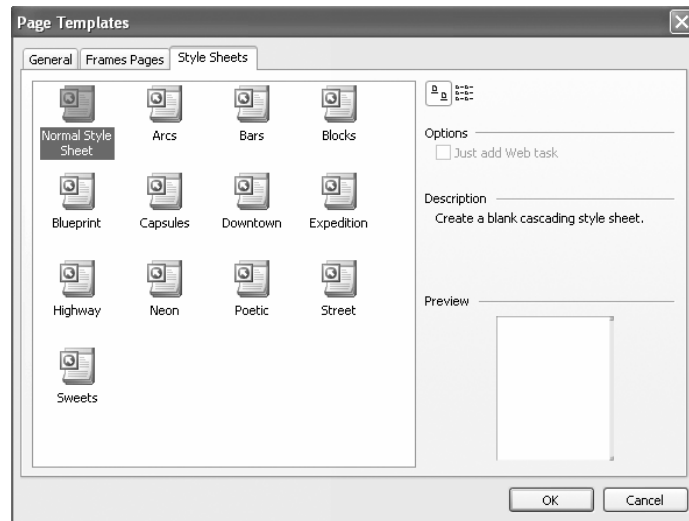 Page Templates
General Frames Pages Style Sheets
Normal Style
Sheet
Arcs
Bars
Blocks
Blueprint
Capsules
Downtown
Expedition
Highway
Neon
Poetic
Street
Sweets
Options
Just add Web task
Description
Create a blank cascading style sheet.
Preview
OK
Cancel